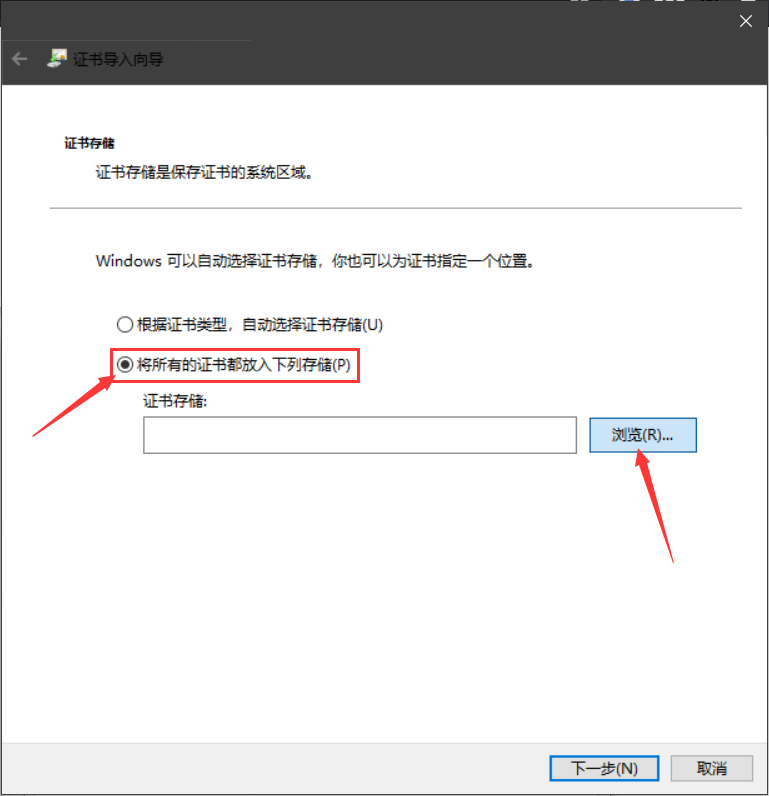 证书导入向导
证书存储
证书存储是保存证书的系统区域。
Windows 可以自动选择证书存储，你也可以为证书指定一个位置。
根据证书类型，自动选择证书存储(U)
将所有的证书都放入下列存储(P)
证书存储:
浏览(R)...
下一步(N)
取消